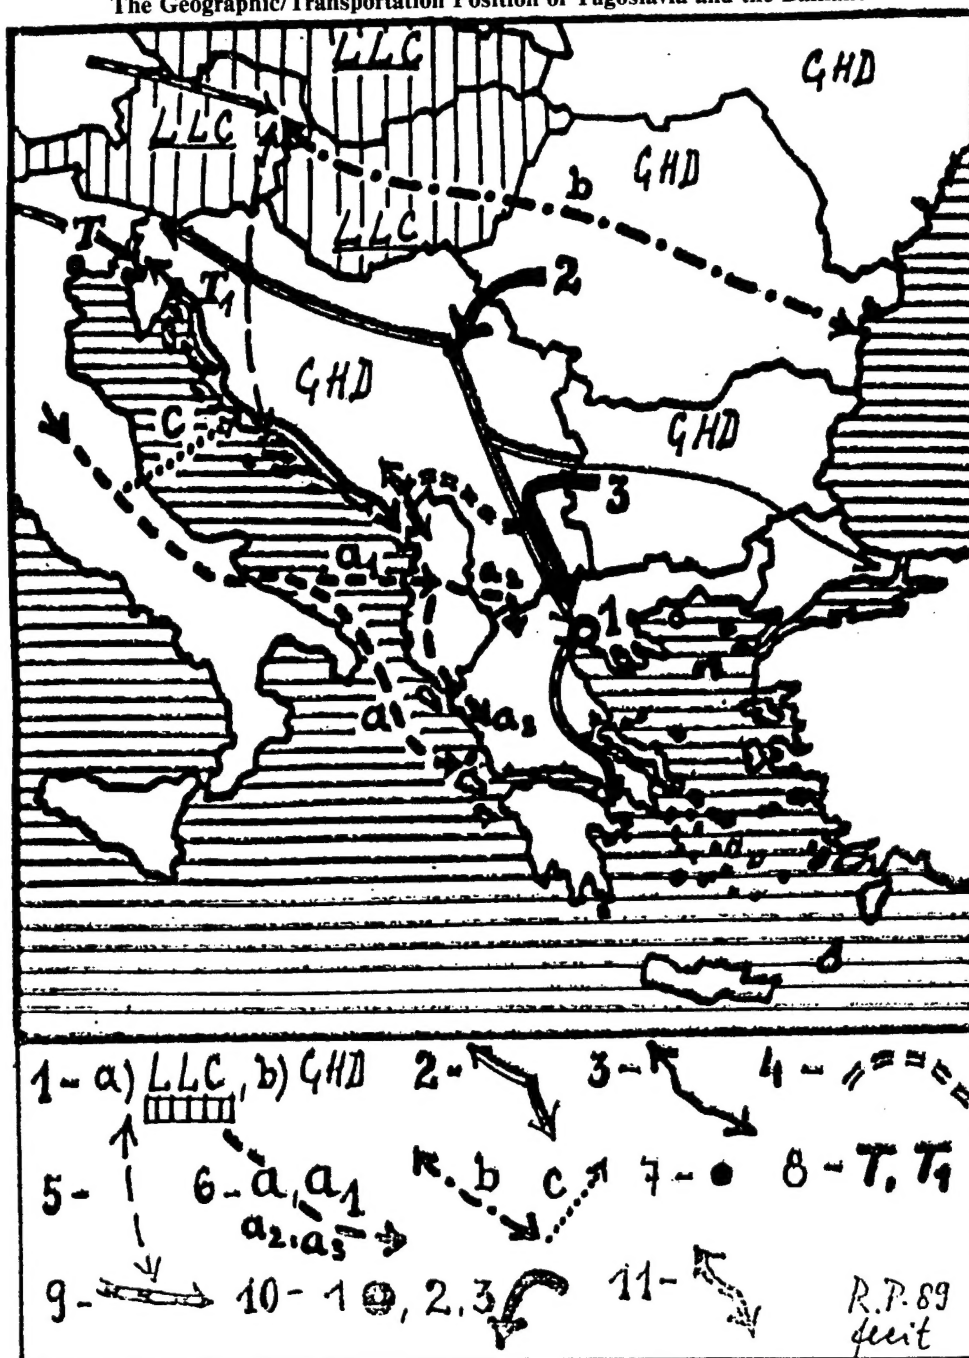 The Geographic/Transportation Position of Yugoslavia and the Balkans
LLC
GHD
LLC
GHD
b
LLC
T
T1
2
GHD
GHD
C
3
a1
a2
1
a
a3
1- a) LLC, b) GHD 2- 3- 4-
5- 6- a, a1 b c 7- 8- T, T1
a2, a3
9- 10- 1, 2, 3 11-
R.P. 89
fecit